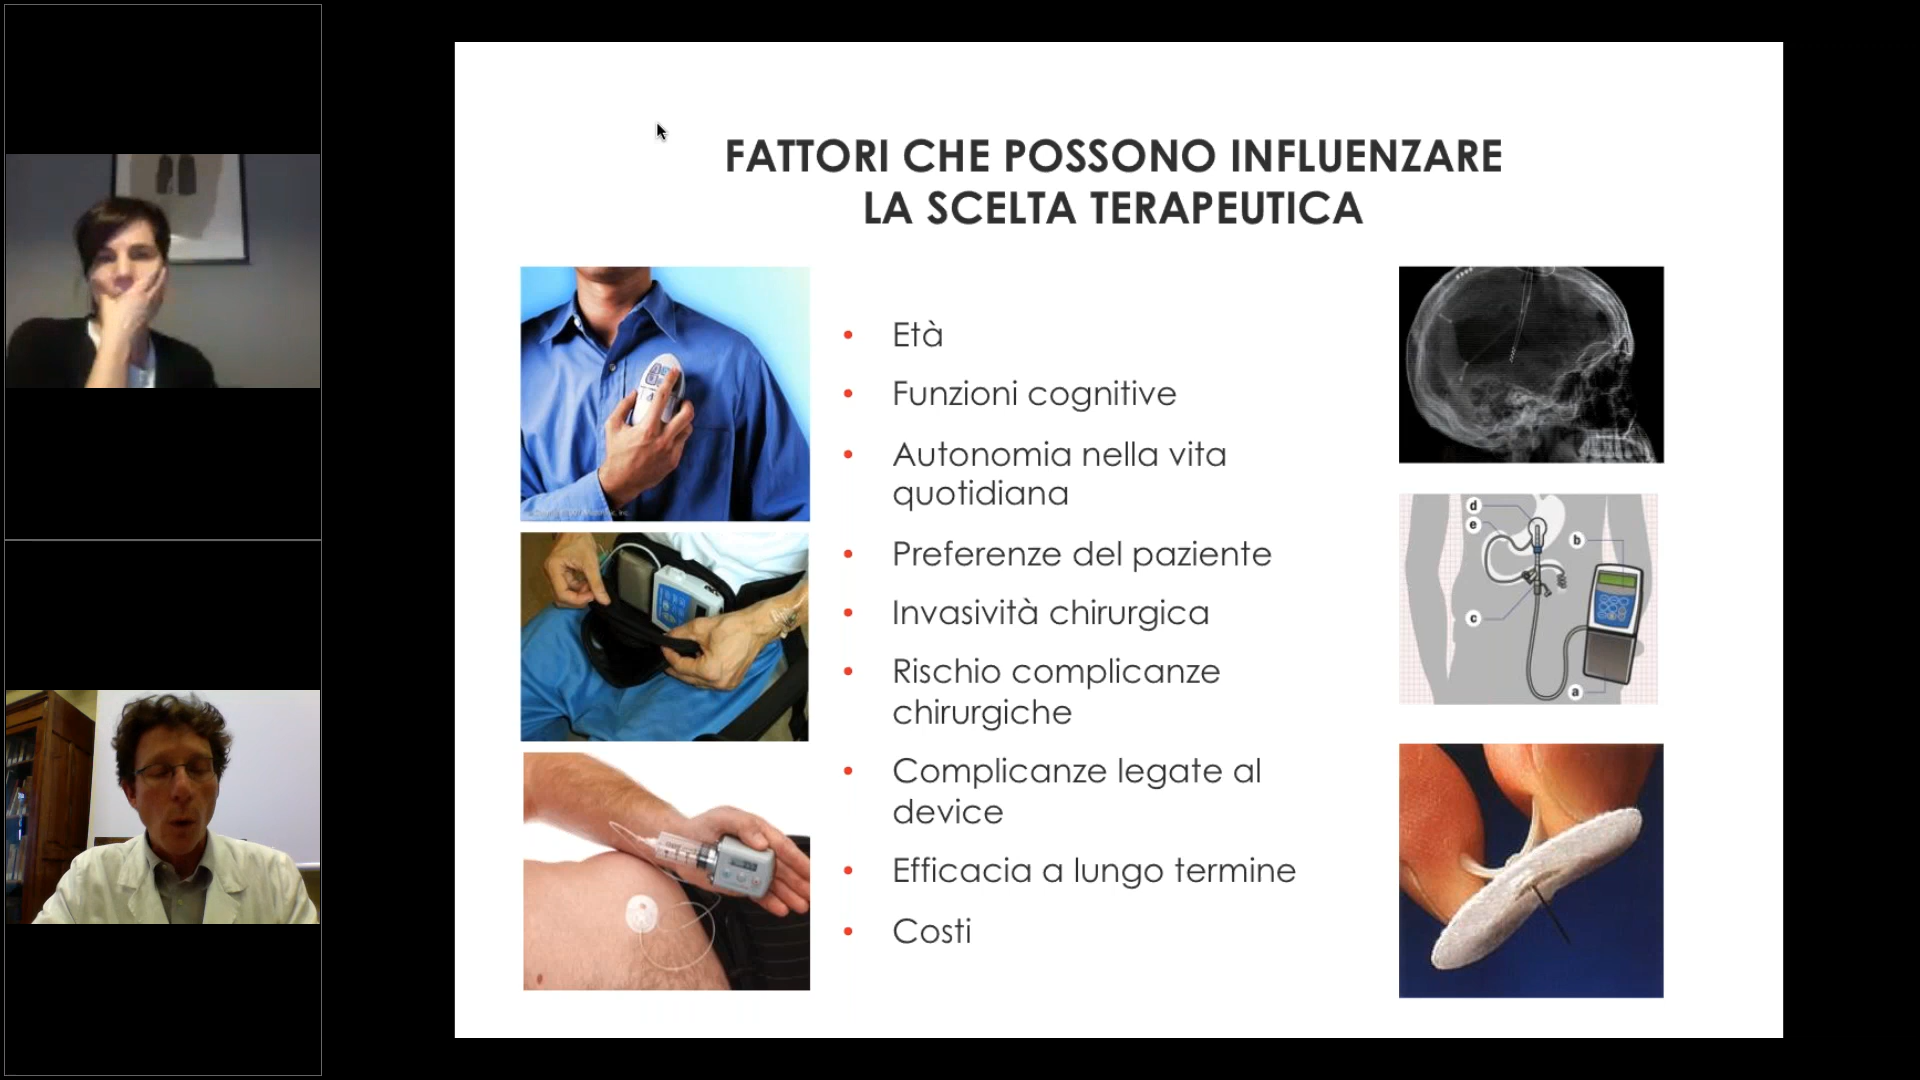 FATTORI CHE POSSONO INFLUENZARE
LA SCELTA TERAPEUTICA
• Età
• Funzioni cognitive
• Autonomia nella vita
quotidiana
• Preferenze del paziente
• Invasività chirurgica
• Rischio complicanze
chirurgiche
• Complicanze legate al
device
• Efficacia a lungo termine
• Costi
d
e
b
c
a